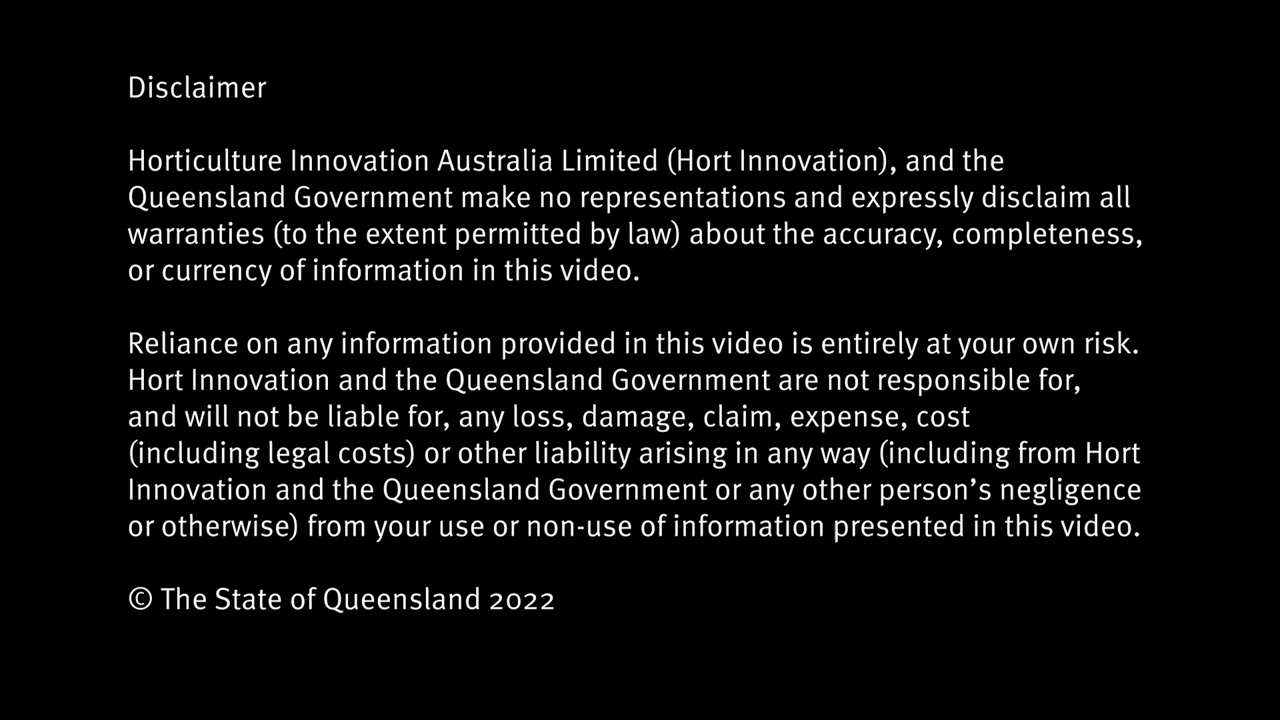 Disclaimer
Horticulture Innovation Australia Limited (Hort Innovation), and the
Queensland Government make no representations and expressly disclaim all
warranties (to the extent permitted by law) about the accuracy, completeness,
or currency of information in this video.
Reliance on any information provided in this video is entirely at your own risk.
Hort Innovation and the Queensland Government are not responsible for,
and will not be liable for, any loss, damage, claim, expense, cost
(including legal costs) or other liability arising in any way (including from Hort
Innovation and the Queensland Government or any other person’s negligence
or otherwise) from your use or non-use of information presented in this video.
© The State of Queensland 2022